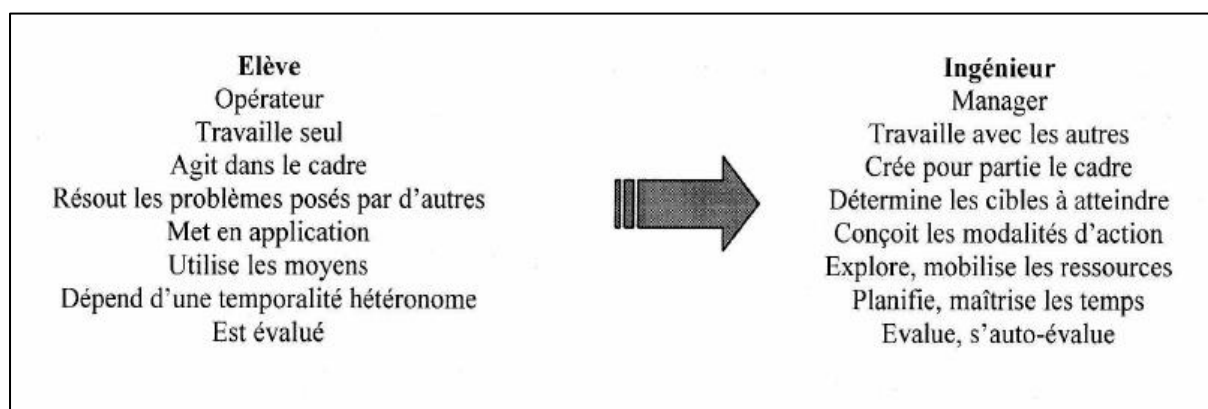 Elève
Opérateur
Travaille seul
Agit dans le cadre
Résout les problèmes posés par d'autres
Met en application
Utilise les moyens
Dépend d'une temporalité hétéronome
Est évalué
Ingénieur
Manager
Travaille avec les autres
Crée pour partie le cadre
Détermine les cibles à atteindre
Conçoit les modalités d'action
Explore, mobilise les ressources
Planifie, maîtrise les temps
Evalue, s'auto-évalue